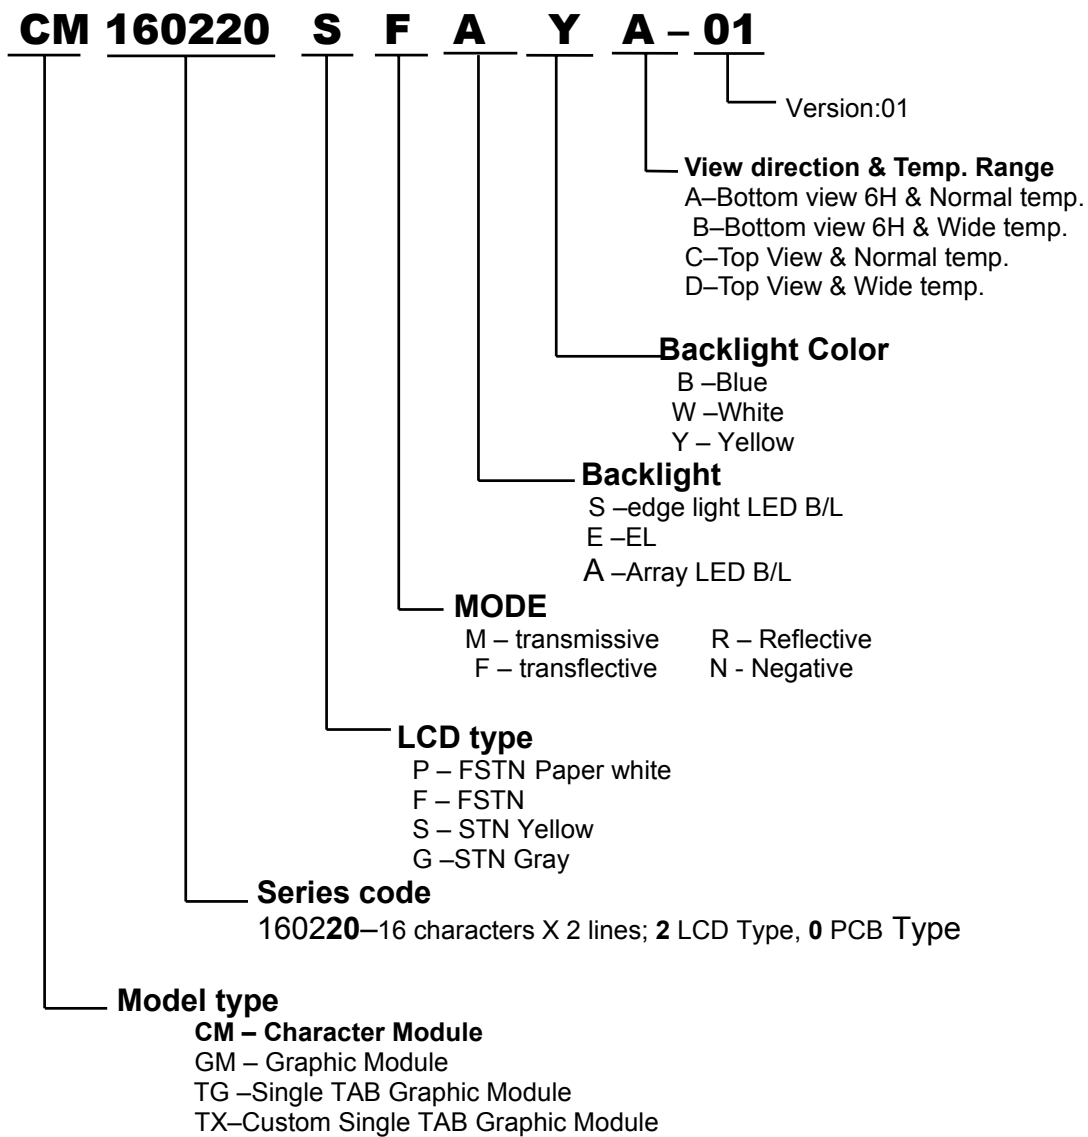 CM 160220 S F A Y A – 01
Version:01
View direction & Temp. Range
A–Bottom view 6H & Normal temp.
B–Bottom view 6H & Wide temp.
C–Top View & Normal temp.
D–Top View & Wide temp.
Backlight Color
B –Blue
W –White
Y – Yellow
Backlight
S –edge light LED B/L
E –EL
A –Array LED B/L
MODE
M – transmissive R – Reflective
F – transflective N - Negative
LCD type
P – FSTN Paper white
F – FSTN
S – STN Yellow
G –STN Gray
Series code
160220–16 characters X 2 lines; 2 LCD Type, 0 PCB Type
Model type
CM – Character Module
GM – Graphic Module
TG –Single TAB Graphic Module
TX–Custom Single TAB Graphic Module